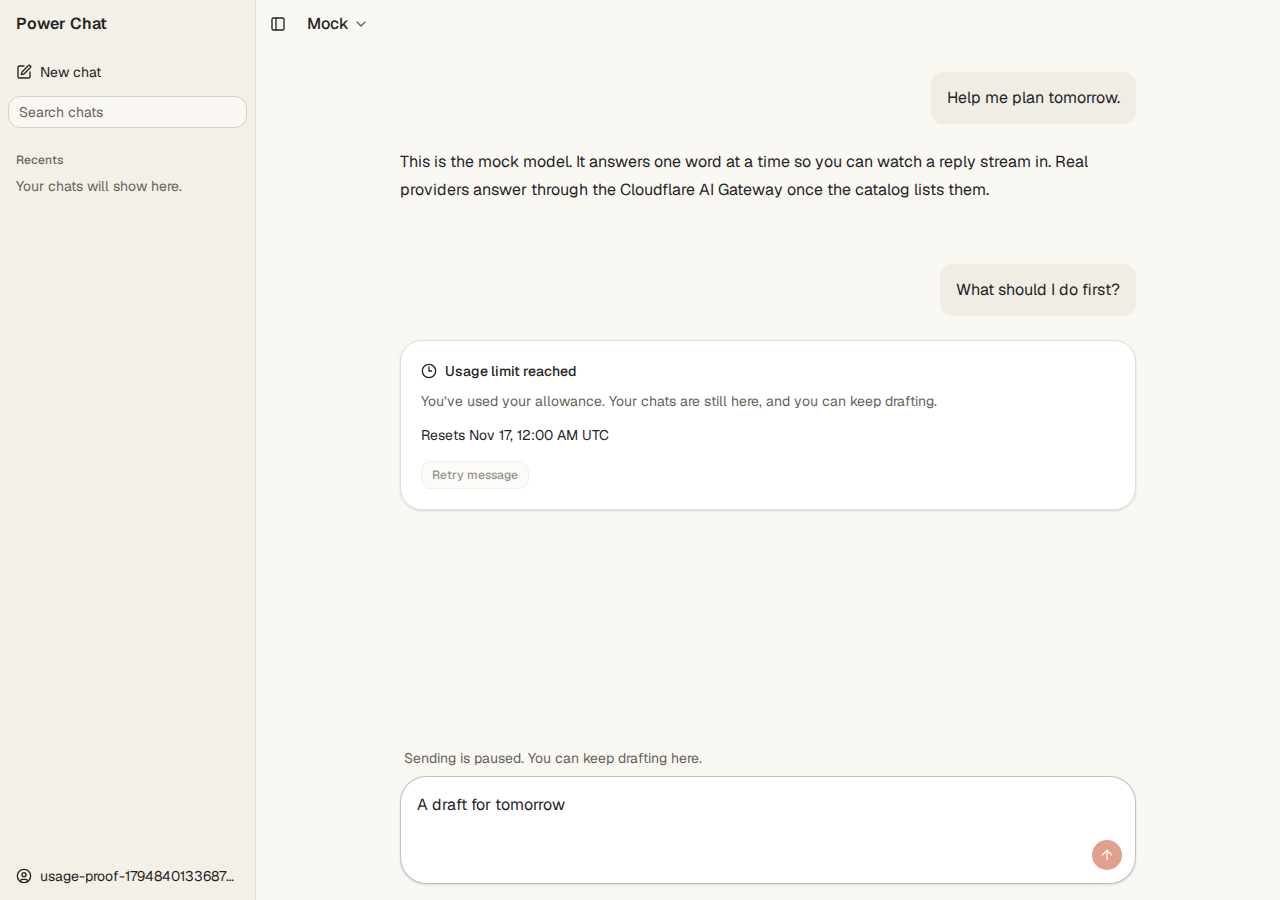 Power Chat
Mock
New chat
Search chats
Recents
Your chats will show here.
Help me plan tomorrow.
This is the mock model. It answers one word at a time so you can watch a reply stream in. Real
providers answer through the Cloudflare AI Gateway once the catalog lists them.
What should I do first?
Usage limit reached
You've used your allowance. Your chats are still here, and you can keep drafting.
Resets Nov 17, 12:00 AM UTC
Retry message
Sending is paused. You can keep drafting here.
A draft for tomorrow
usage-proof-1794840133687...